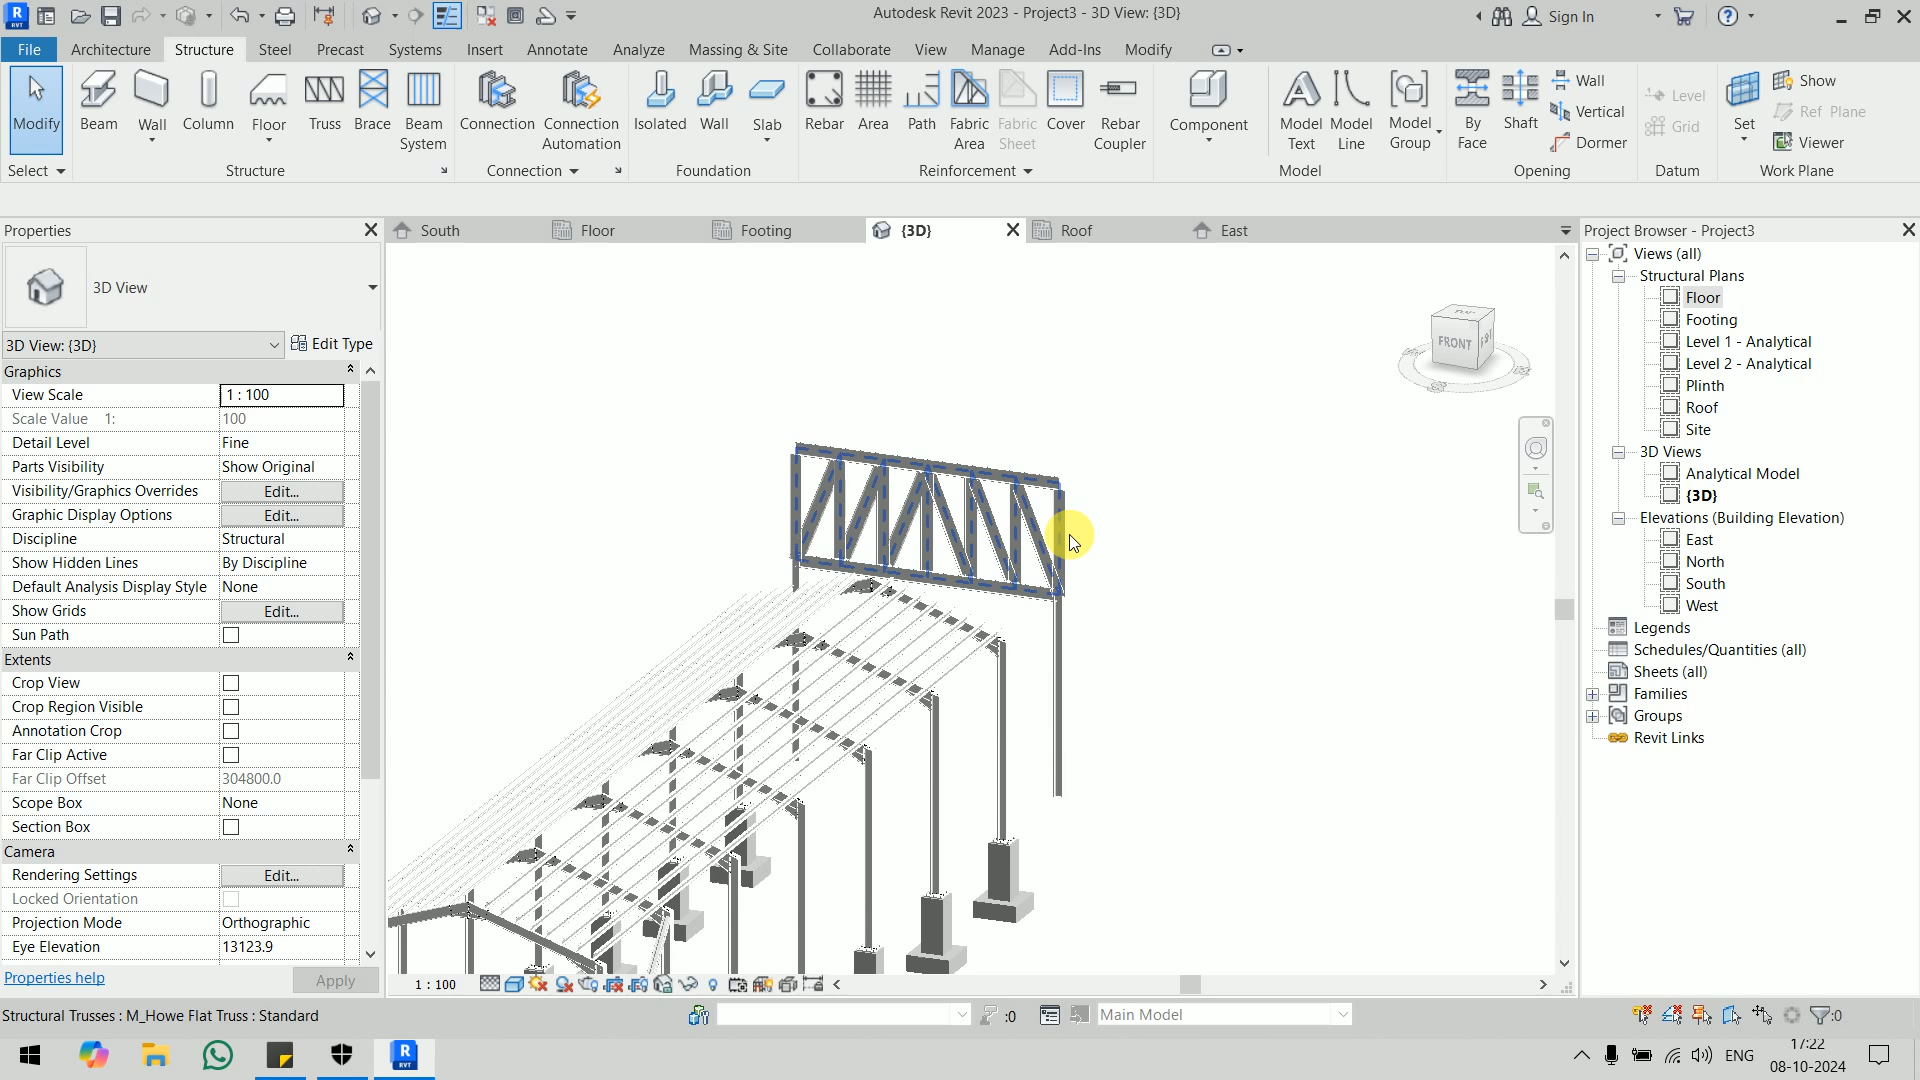 Autodesk Revit 2023 - Project3 - 3D View: {3D}
Sign In
File Architecture Structure Steel Precast Systems Insert Annotate Analyze Massing & Site Collaborate View Manage Add-Ins Modify
Modify
Beam
Wall
Column
Floor
Truss
Brace
Beam System
Connection
Connection Automation
Isolated
Wall
Slab
Rebar
Area
Path
Fabric Area
Fabric Sheet
Cover
Rebar Coupler
Component
Model Text
Model Line
Model Group
By Face
Shaft
Wall
Vertical
Dormer
Level
Grid
Set
Show
Ref Plane
Viewer
Select Structure Connection Foundation Reinforcement Model Opening Datum Work Plane
Properties
3D View
3D View: {3D} Edit Type
Graphics
View Scale 1 : 100
Scale Value 1: 100
Detail Level Fine
Parts Visibility Show Original
Visibility/Graphics Overrides Edit...
Graphic Display Options Edit...
Discipline Structural
Show Hidden Lines By Discipline
Default Analysis Display Style None
Show Grids Edit...
Sun Path
Extents
Crop View
Crop Region Visible
Annotation Crop
Far Clip Active
Far Clip Offset 304800.0
Scope Box None
Section Box
Camera
Rendering Settings Edit...
Locked Orientation
Projection Mode Orthographic
Eye Elevation 13123.9
Properties help Apply
South Floor Footing {3D} Roof East
FRONT
1 : 100
Project Browser - Project3
Views (all)
Structural Plans
Floor
Footing
Level 1 - Analytical
Level 2 - Analytical
Plinth
Roof
Site
3D Views
Analytical Model
{3D}
Elevations (Building Elevation)
East
North
South
West
Legends
Schedules/Quantities (all)
Sheets (all)
Families
Groups
Revit Links
Structural Trusses : M_Howe Flat Truss : Standard
:0
Main Model
:0
ENG
17:22
08-10-2024